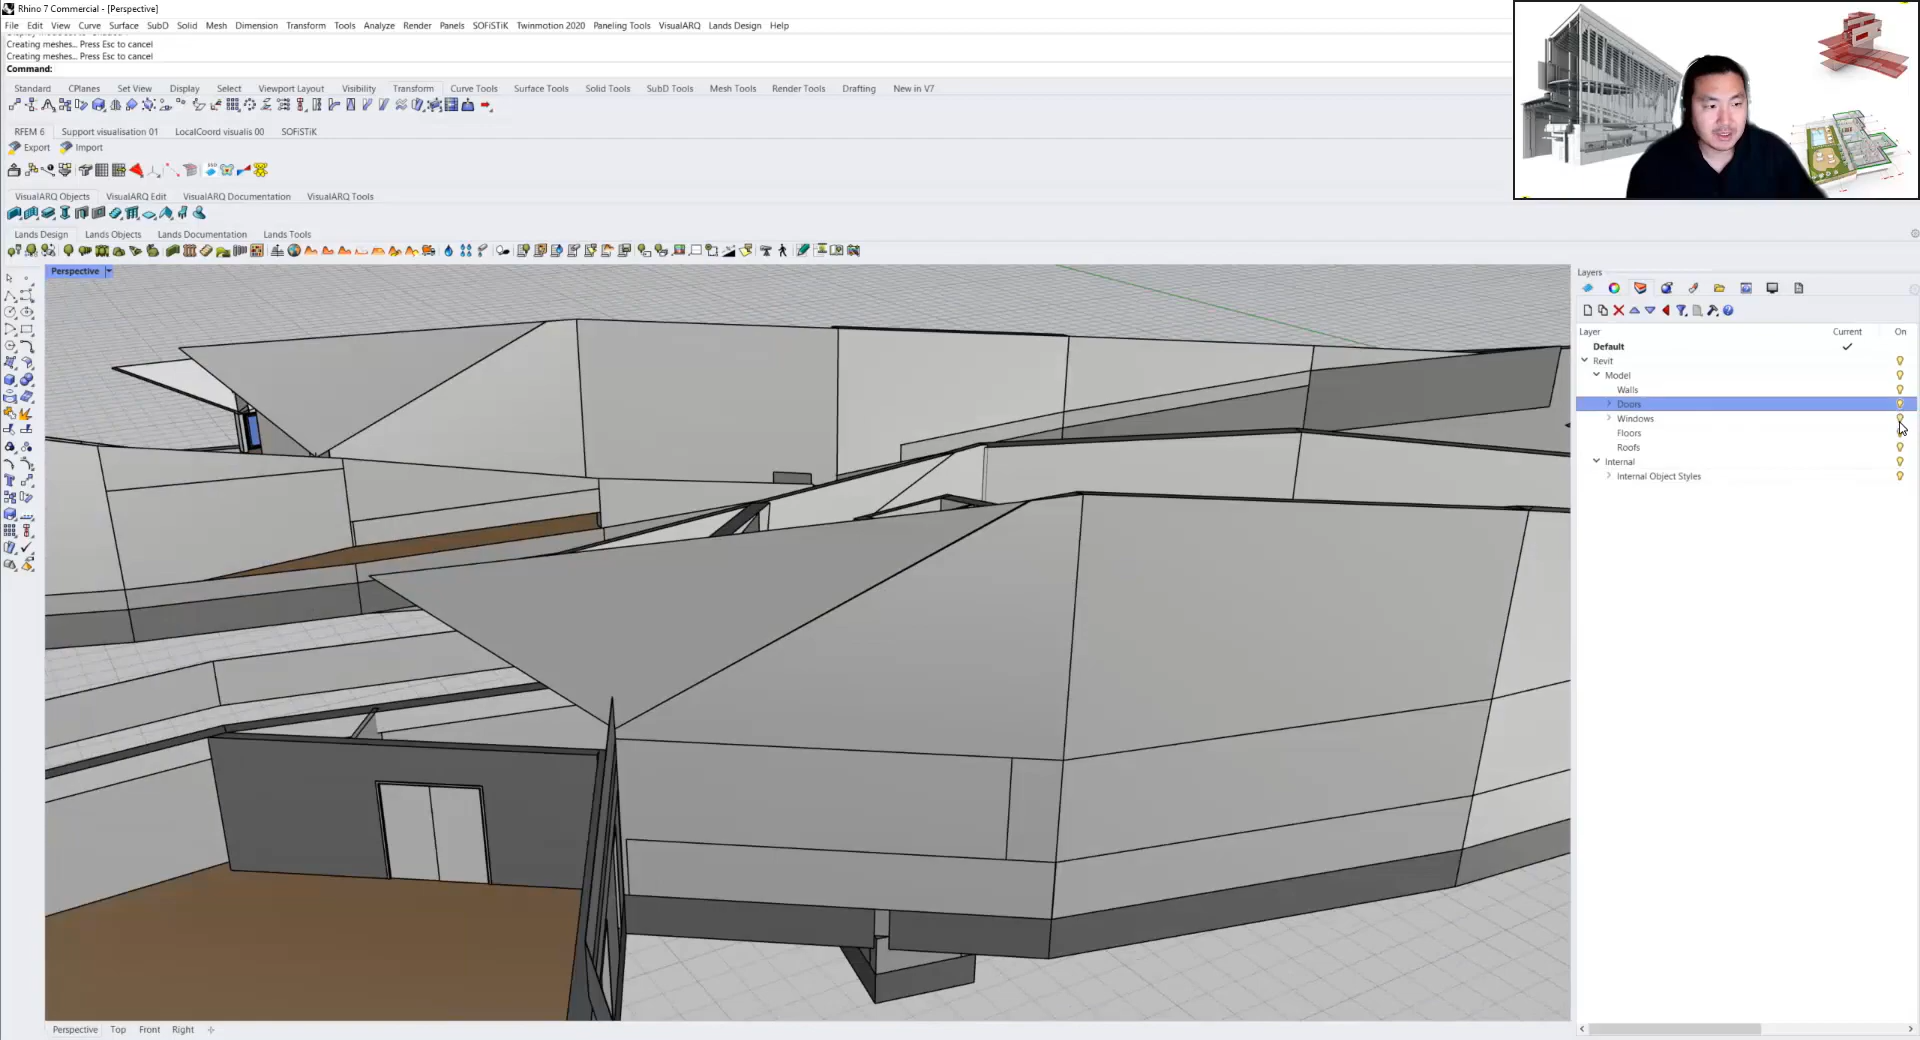 Rhino 7 Commercial - [Perspective]
File Edit View Curve Surface SubD Solid Mesh Dimension Transform Tools Analyze Render Panels SOFiSTiK Twinmotion 2020 Paneling Tools VisualARQ Lands Design Help
Creating meshes... Press Esc to cancel
Creating meshes... Press Esc to cancel
Command:
Standard CPlanes Set View Display Select Viewport Layout Visibility Transform Curve Tools Surface Tools Solid Tools SubD Tools Mesh Tools Render Tools Drafting New in V7
RFEM 6 Support visualisation 01 LocalCoord visualis 00 SOFiSTiK
Export Import
VisualARQ Objects VisualARQ Edit VisualARQ Documentation VisualARQ Tools
Lands Design Lands Objects Lands Documentation Lands Tools
Perspective
Layers
Layer Current On
Default
Revit
Model
Walls
Doors
Windows
Floors
Roofs
Internal
Internal Object Styles
Perspective Top Front Right